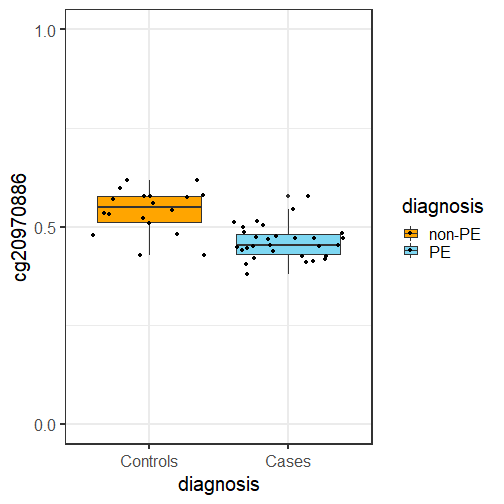 1.0
0.5
0.0
cg20970886
Controls
Cases
diagnosis
diagnosis
non-PE
PE